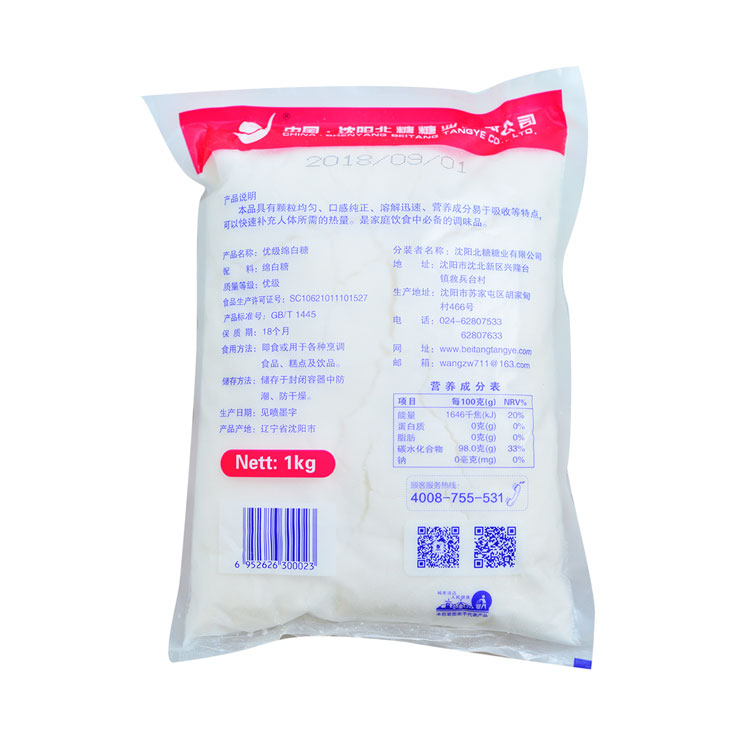 中国·沈阳北糖糖业
公司
CHINA·SHENYANG BEITANG TANGYE CO., LTD.
2018/09/01
产品说明
本品具有颗粒均匀、口感纯正、溶解迅速、营养成分易于吸收等特点，
可以快速补充人体所需的热量。是家庭饮食中必备的调味品。
产品名称：优级绵白糖
配 料：绵白糖
质量等级：优级
食品生产许可证号：SC10621011101527
产品标准号：GB/T 1445
保 质 期：18个月
食用方法：即食或用于各种烹调
食品、糕点及饮品。
储存方法：储存于封闭容器中防
潮、防干燥。
生产日期：见喷墨字
产品产地：辽宁省沈阳市
Nett: 1kg
6 952626 300023
分装者名称：沈阳北糖糖业有限公司
地 址：沈阳市沈北新区兴隆台
镇救兵台村
生产地址：沈阳市苏家屯区胡家甸
村466号
电 话：024-62807533
62807633
网 址：www.beitangtangye.com
邮 箱：wangzw711@163.com
营养成分表
项目 每100克(g) NRV%
能量 1646千焦(kJ) 20%
蛋白质 0克(g) 0%
脂肪 0克(g) 0%
碳水化合物 98.0克(g) 33%
钠 0毫克(mg) 0%
顾客服务热线：
4008-755-531